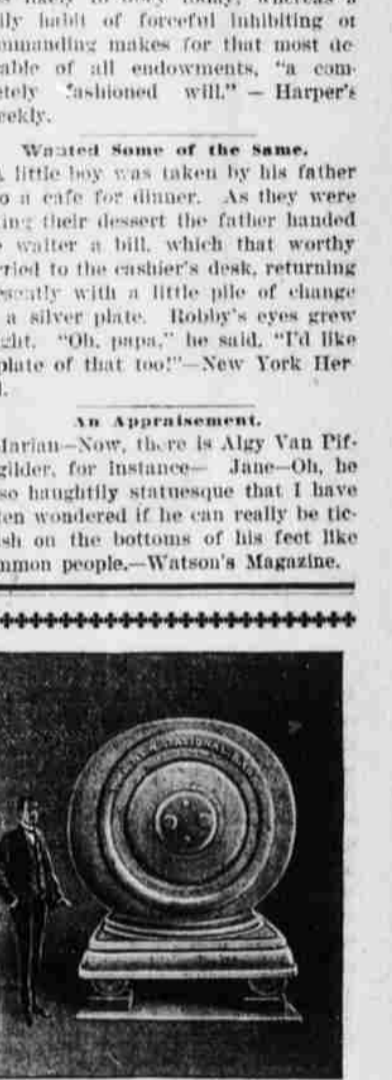 ily habit of forceful inhibiting or
mmanding makes for that most de-
able of all endowments, "a com-
etely fashioned will." — Harper's
eekly.
Wanted Some of the Same.
A little boy was taken by his father
o a cafe for dinner. As they were
ing their dessert the father handed
e waiter a bill, which that worthy
rried to the cashier's desk, returning
esently with a little pile of change
a silver plate. Bobby's eyes grew
ght. "Oh, papa," he said, "I'd like
plate of that too!"—New York Her-
d.
An Appraisement.
Marian—Now, there is Algy Van Pif-
gilder, for instance— Jane—Oh, he
so haughtily statuesque that I have
ten wondered if he can really be tic-
ish on the bottoms of his feet like
mmon people.—Watson's Magazine.
NATIONAL BANK